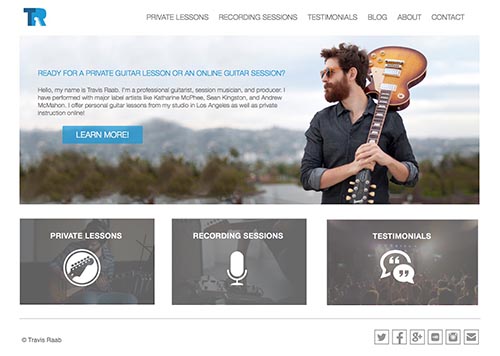 TR
PRIVATE LESSONS RECORDING SESSIONS TESTIMONIALS BLOG ABOUT CONTACT
READY FOR A PRIVATE GUITAR LESSON OR AN ONLINE GUITAR SESSION?
Hello, my name is Travis Raab. I'm a professional guitarist, session musician, and producer. I
have performed with major label artists like Katharine McPhee, Sean Kingston, and Andrew
McMahon. I offer personal guitar lessons from my studio in Los Angeles as well as private
instruction online!
LEARN MORE!
PRIVATE LESSONS
RECORDING SESSIONS
TESTIMONIALS
© Travis Raab